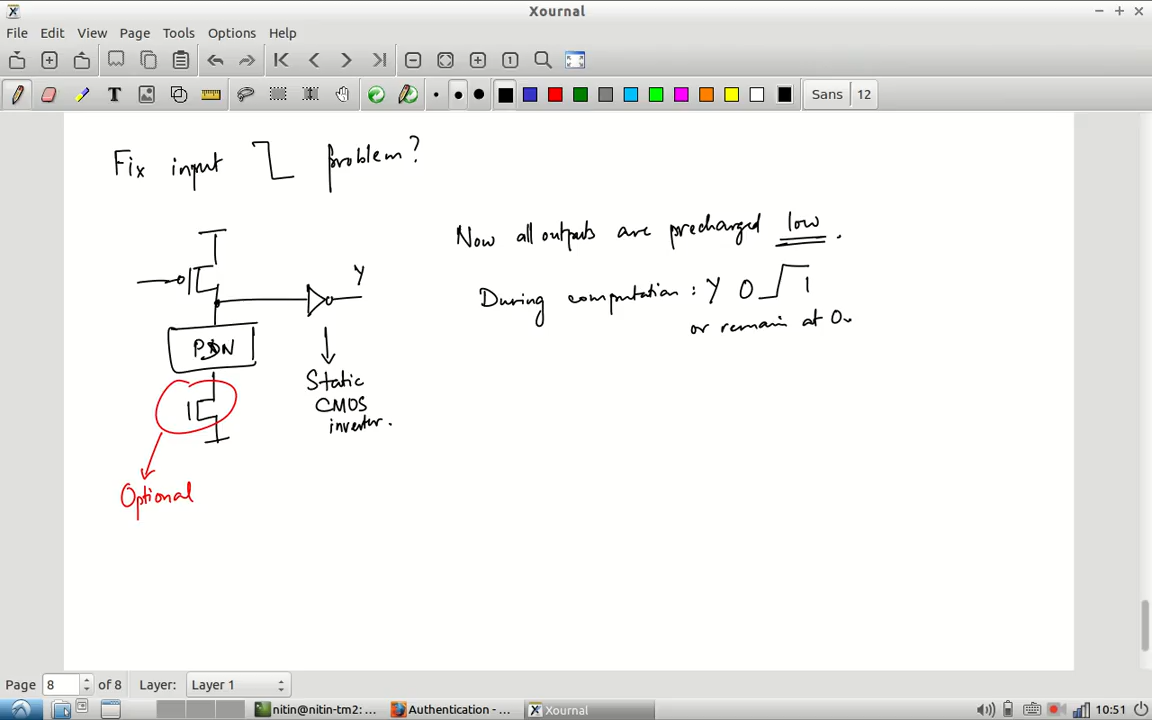 Xournal
File Edit View Page Tools Options Help
Sans 12
Fix input problem?
Now all outputs are precharged low.
During computation : Y 0 1
or remain at 0.
Y
PDN
Static
CMOS
inverter.
Optional
Page 8 of 8 Layer: Layer 1
nitin@nitin-tm2: ... Authentication - ... Xournal 10:51